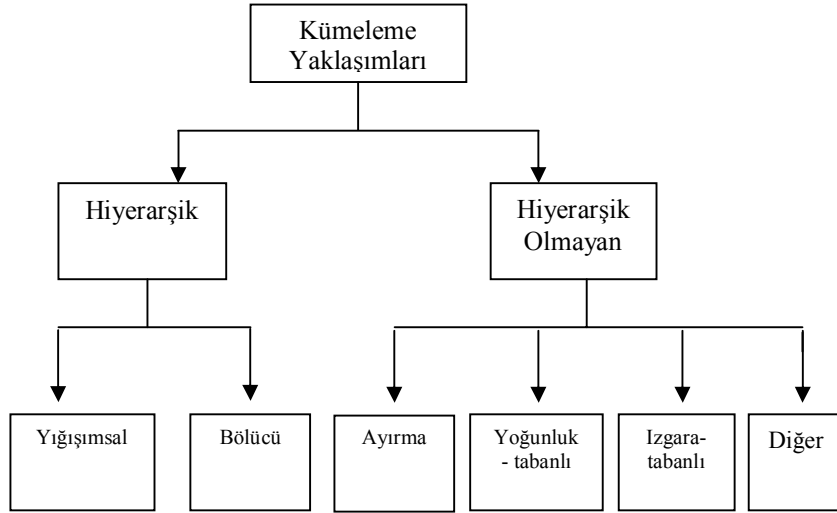 Kümeleme
Yaklaşımları
Hiyerarşik
Hiyerarşik
Olmayan
Yığışımsal
Bölücü
Ayırma
Yoğunluk
- tabanlı
Izgara-
tabanlı
Diğer